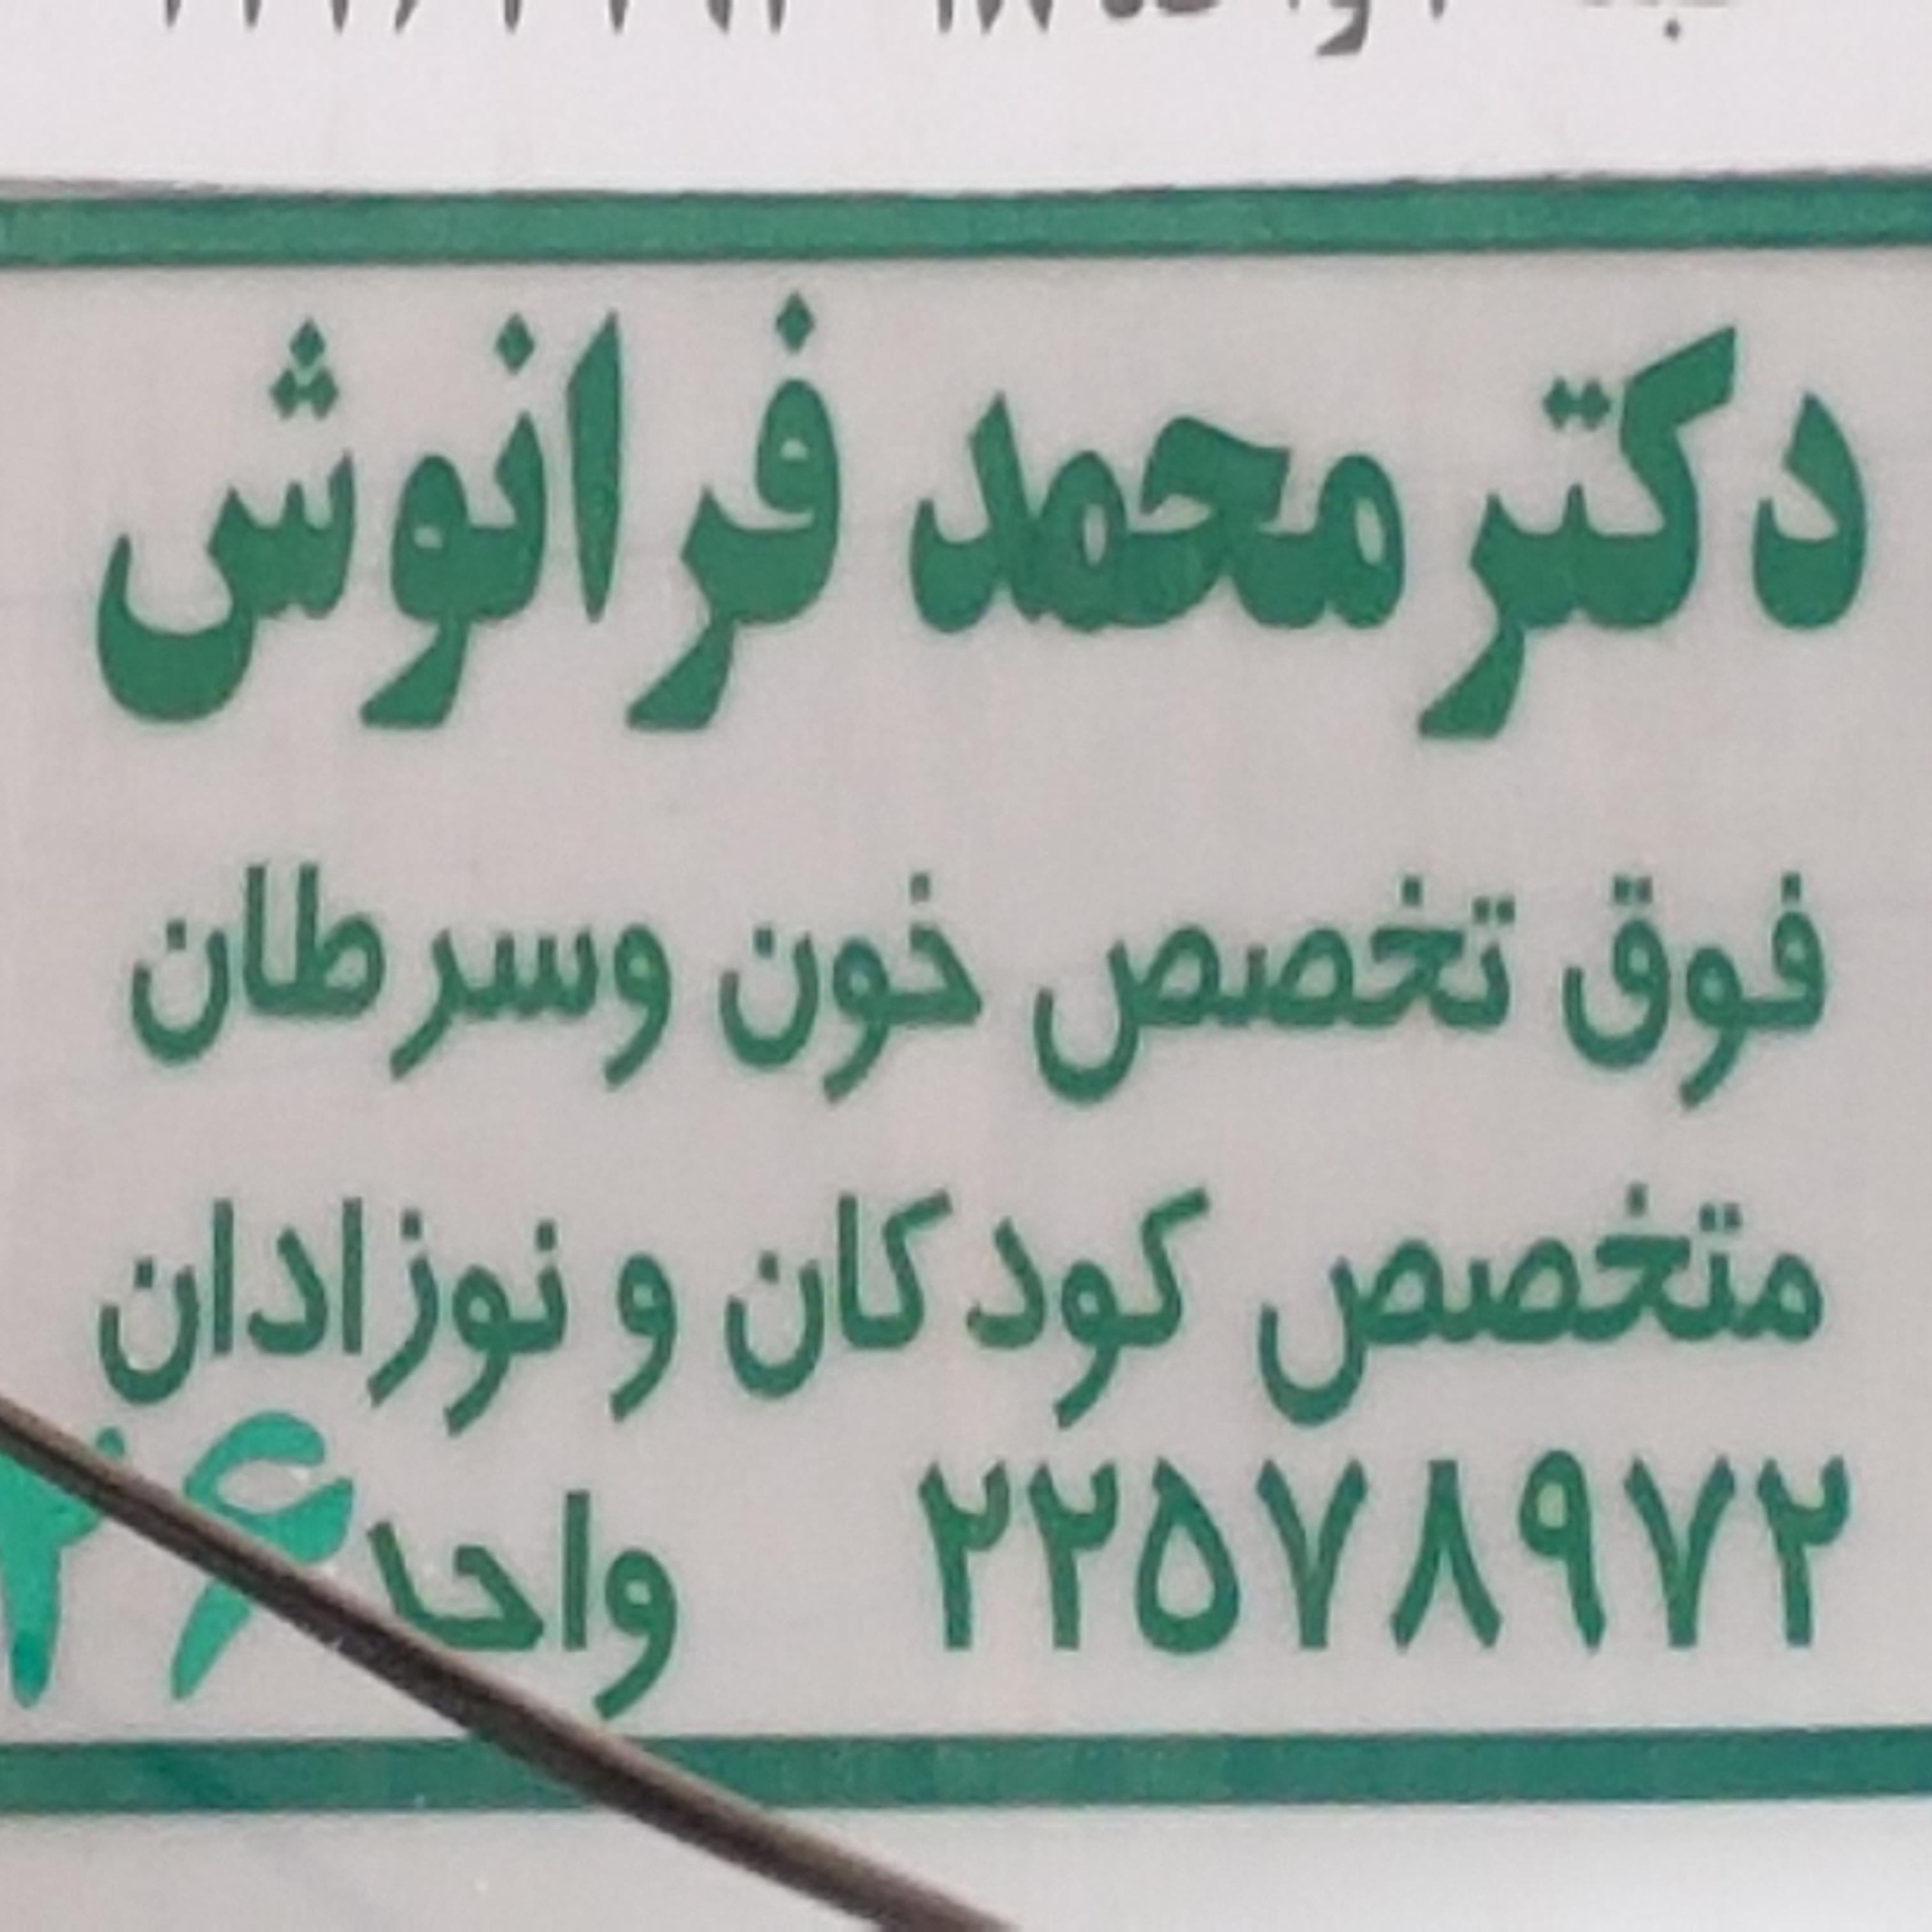 دکتر محمد فرانوش
فوق تخصص خون وسرطان
متخصص کودکان و نوزادان
۲۲۵۷۸۹۷۲ واحد